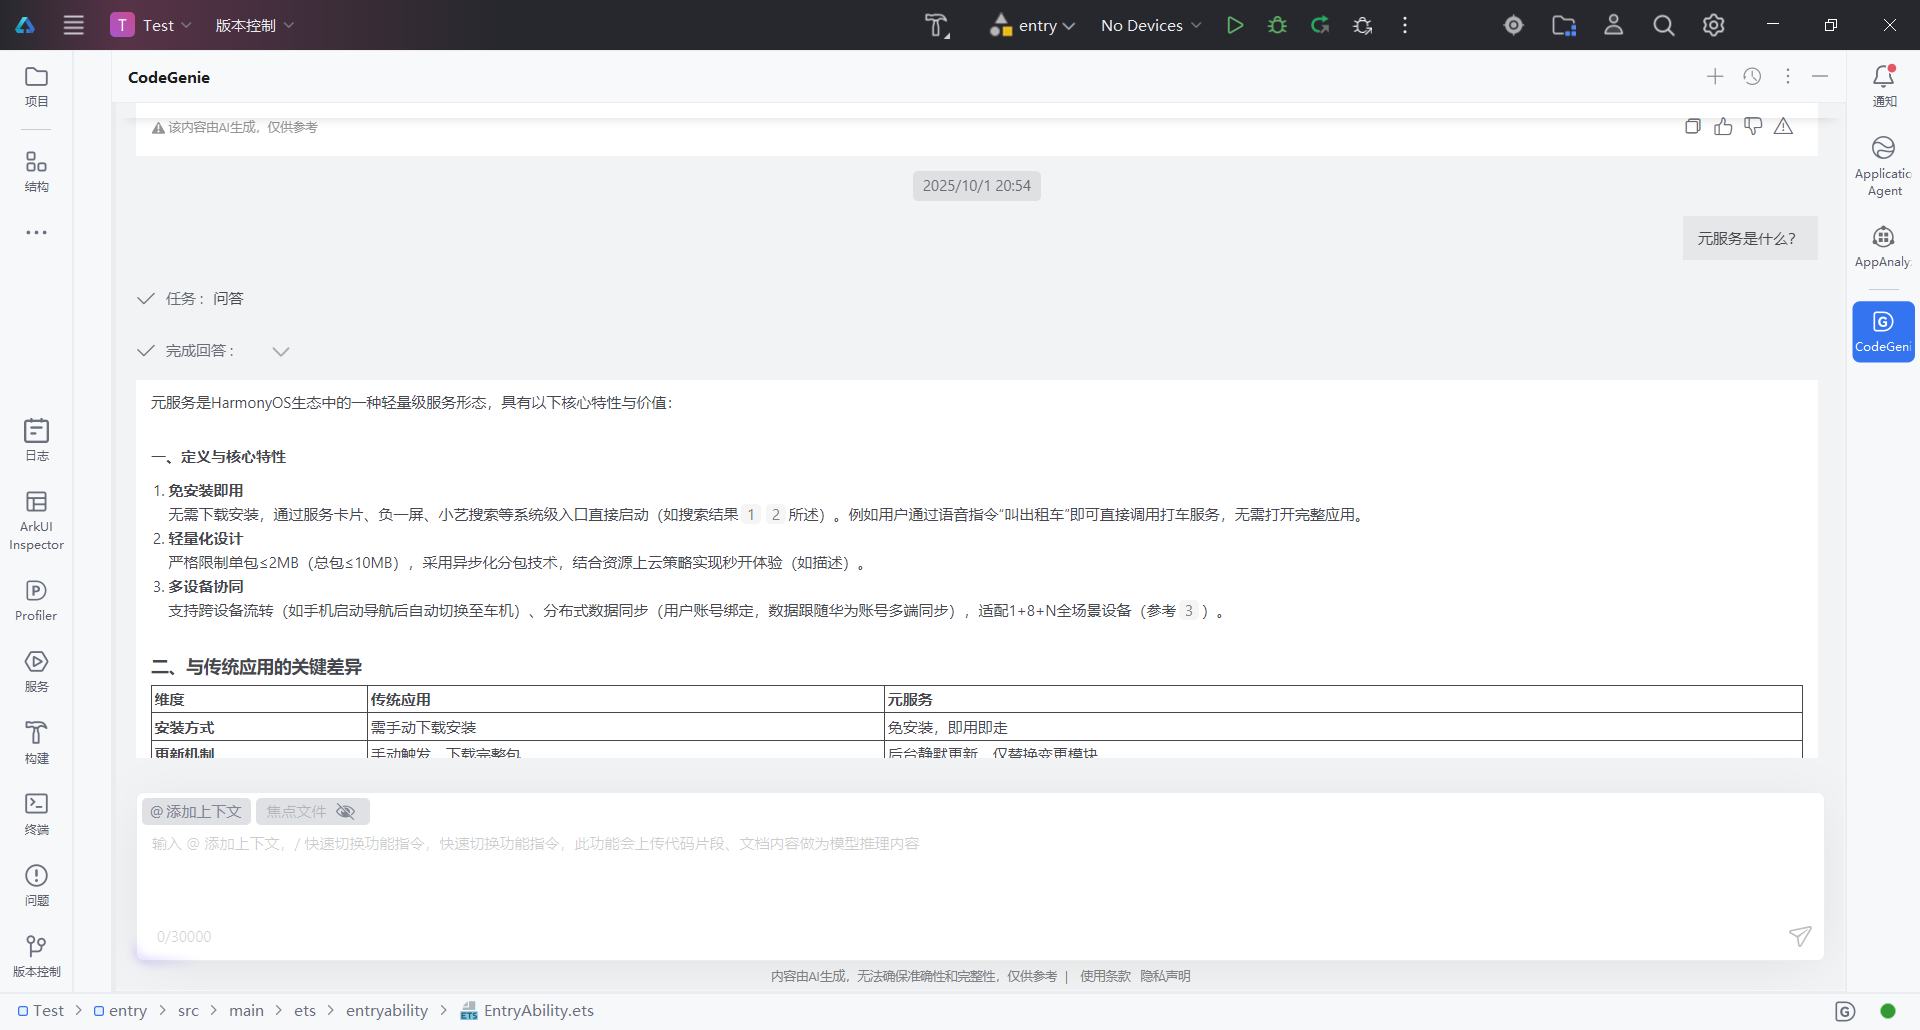 T Test 版本控制 entry No Devices
CodeGenie
该内容由AI生成，仅供参考
2025/10/1 20:54
元服务是什么？
任务： 问答
完成回答：
元服务是HarmonyOS生态中的一种轻量级服务形态，具有以下核心特性与价值：
一、定义与核心特性
1. 免安装即用
无需下载安装，通过服务卡片、负一屏、小艺搜索等系统级入口直接启动（如搜索结果 1 2 所述）。例如用户通过语音指令“叫出租车”即可直接调用打车服务，无需打开完整应用。
2. 轻量化设计
严格限制单包≤2MB（总包≤10MB），采用异步化分包技术，结合资源上云策略实现秒开体验（如描述）。
3. 多设备协同
支持跨设备流转（如手机启动导航后自动切换至车机）、分布式数据同步（用户账号绑定，数据跟随华为账号多端同步），适配1+8+N全场景设备（参考 3 ）。
二、与传统应用的关键差异
维度 传统应用 元服务
安装方式 需手动下载安装 免安装，即用即走
更新机制 手动触发，下载完整包 后台静默更新，仅替换变更模块
@ 添加上下文 焦点文件
输入 @ 添加上下文，/ 快速切换功能指令，快速切换功能指令，此功能会上传代码片段、文档内容做为模型推理内容
0/30000
内容由AI生成，无法确保准确性和完整性，仅供参考 | 使用条款 隐私声明
项目
结构
日志
ArkUI
Inspector
Profiler
服务
构建
终端
问题
版本控制
通知
Applicatio
Agent
AppAnaly
CodeGeni
Test entry src main ets entryability EntryAbility.ets